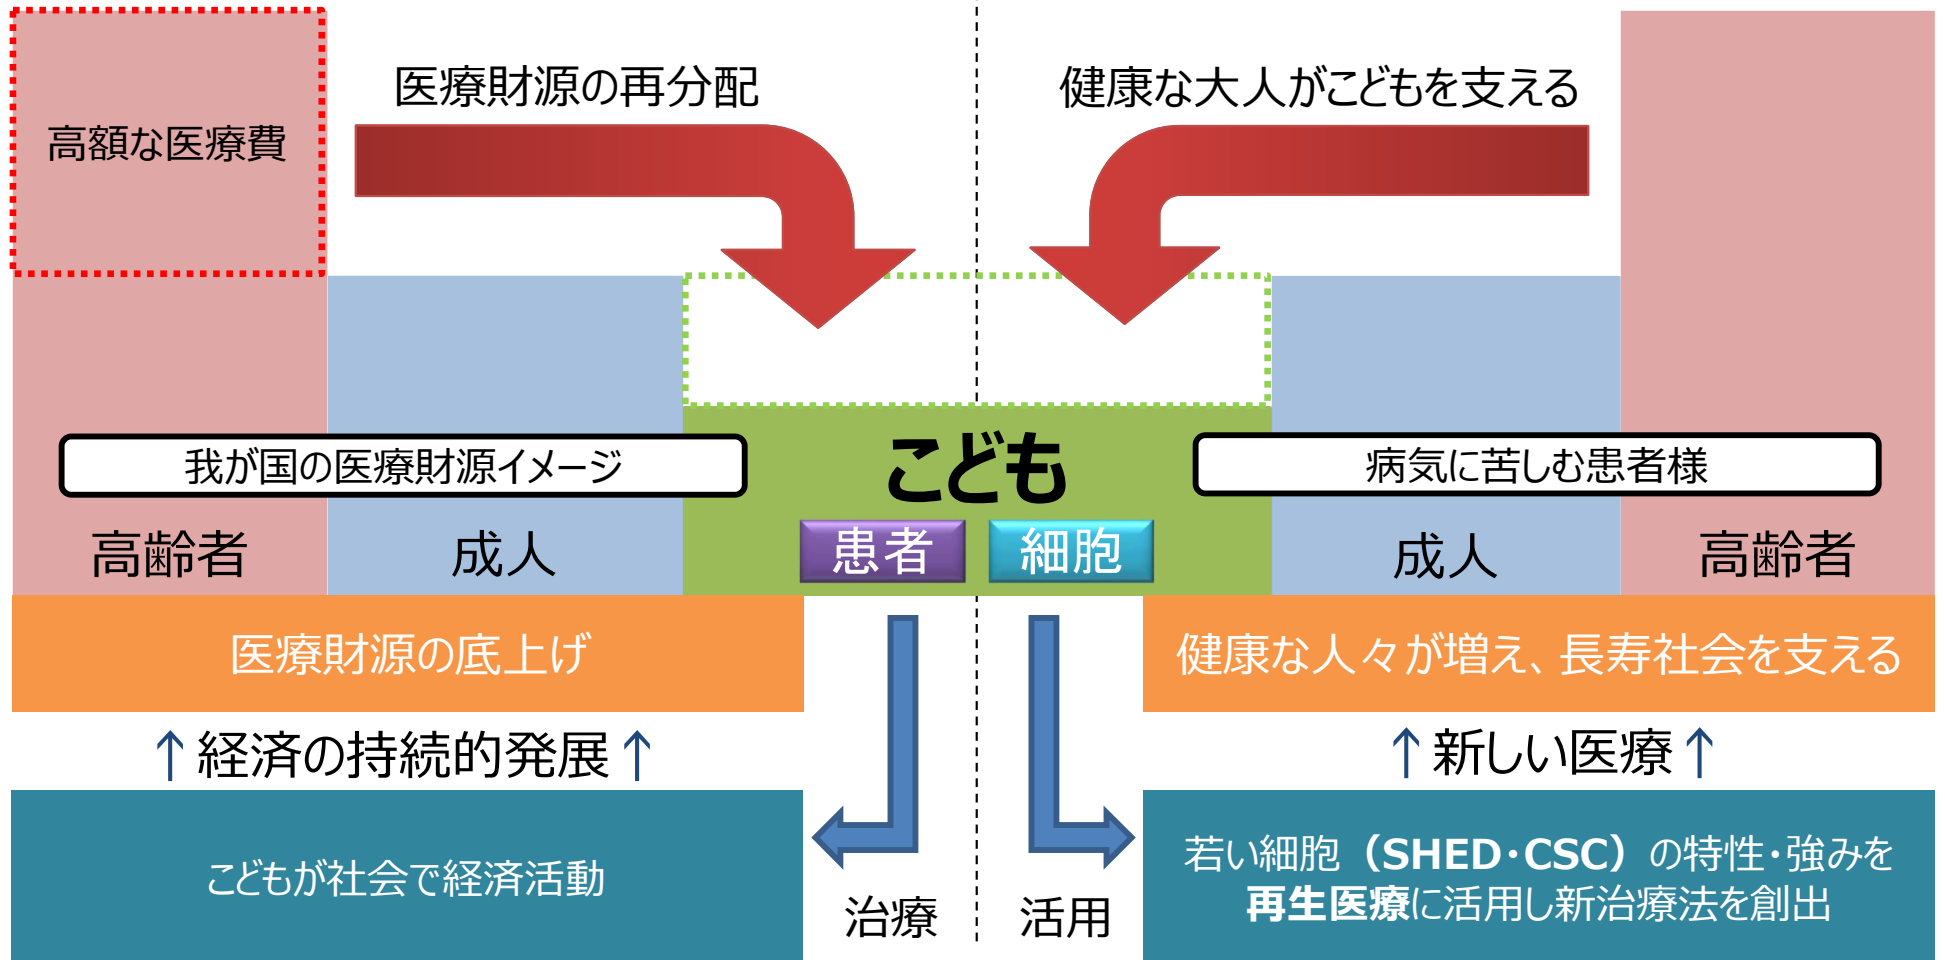 医療財源の再分配
健康な大人がこどもを支える
高額な医療費
こども
我が国の医療財源イメージ
病気に苦しむ患者様
高齢者
成人
患者
細胞
成人
高齢者
医療財源の底上げ
健康な人々が増え、長寿社会を支える
↑経済の持続的発展↑
↑新しい医療↑
こどもが社会で経済活動
若い細胞（SHED・CSC）の特性・強みを
再生医療に活用し新治療法を創出
治療
活用